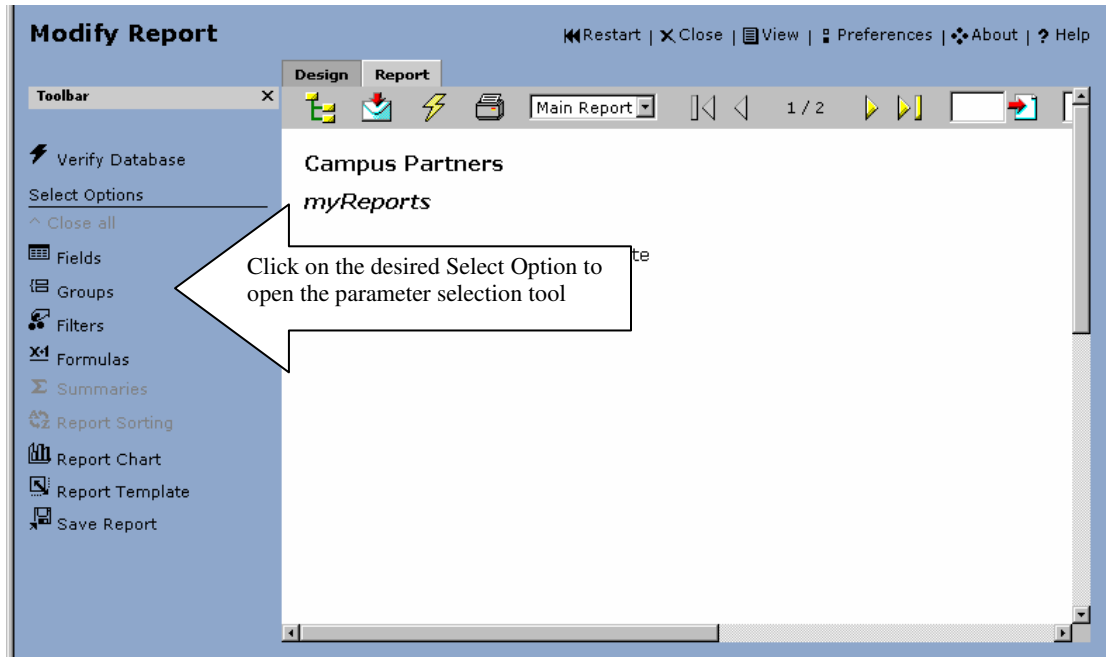 Modify Report
Restart | Close | View | Preferences | About | ? Help
Design Report
Toolbar X
Main Report 1 / 2
Verify Database
Select Options
^ Close all
Fields
Groups
Filters
X+1 Formulas
Σ Summaries
Report Sorting
Report Chart
Report Template
Save Report
Campus Partners
myReports
te
Click on the desired Select Option to
open the parameter selection tool